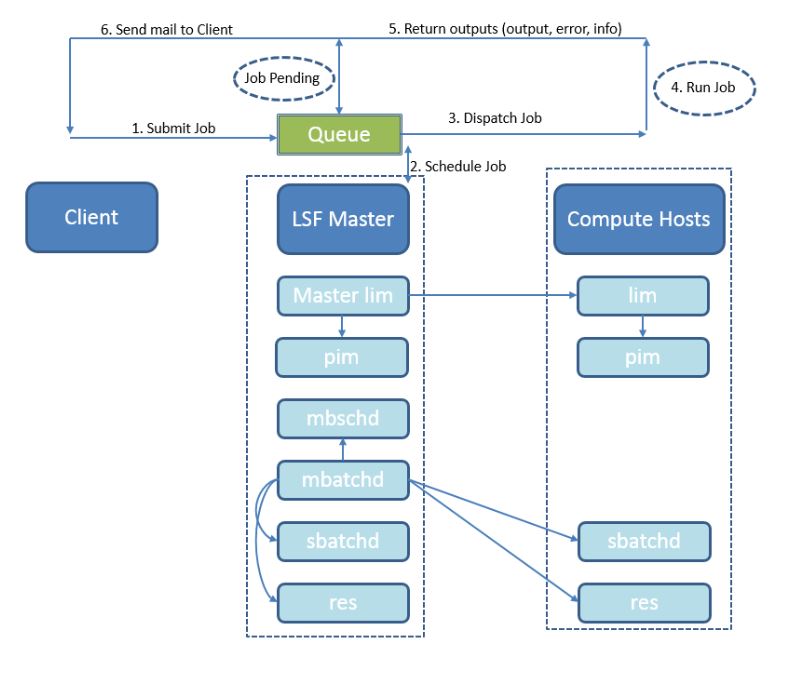 6. Send mail to Client
5. Return outputs (output, error, info)
Job Pending
4. Run Job
1. Submit Job
Queue
3. Dispatch Job
2. Schedule Job
Client
LSF Master
Compute Hosts
Master lim
lim
pim
pim
mbschd
mbatchd
sbatchd
sbatchd
res
res